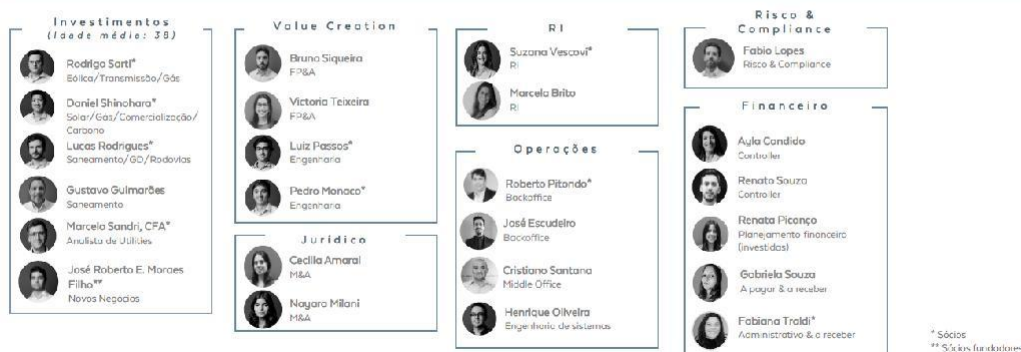 Investimentos
(Idade média: 38)
Rodrigo Sarti*
Eólica/Transmissão/Gás
Daniel Shinohara*
Solar/Gás/Comercialização/
Carbono
Lucas Rodrigues*
Saneamento/GD/Rodovias
Gustavo Guimarães
Saneamento
Marcelo Sandri, CFA*
Analista de Utilities
José Roberto E. Moraes
Filho**
Novos Negócios
Value Creation
Bruno Siqueira
FP&A
Victoria Teixeira
FP&A
Luiz Passos*
Engenharia
Pedro Monaco*
Engenharia
Jurídico
Cecilia Amaral
M&A
Nayara Milani
M&A
RI
Suzana Vescovi*
RI
Marcela Brito
RI
Operações
Roberto Pitondo*
Backoffice
José Escudeiro
Backoffice
Cristiano Santana
Middle Office
Henrique Oliveira
Engenharia de sistemas
Risco &
Compliance
Fabio Lopes
Risco & Compliance
Financeiro
Ayla Candido
Controller
Renato Souza
Controller
Renata Picanço
Planejamento financeiro
(investidas)
Gabriela Souza
A pagar & a receber
Fabiana Traldi*
Administrativo & a receber
* Sócios
** Sócios fundadores